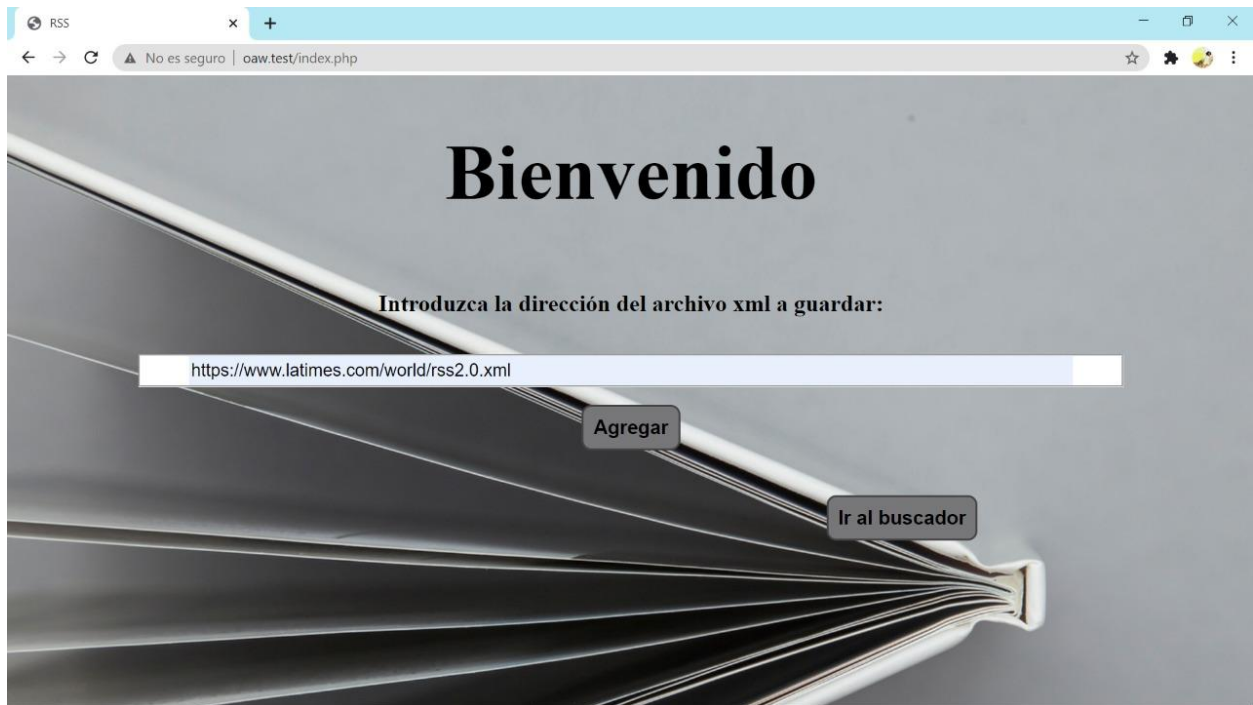 RSS
No es seguro | oaw.test/index.php
Bienvenido
Introduzca la dirección del archivo xml a guardar:
https://www.latimes.com/world/rss2.0.xml
Agregar
Ir al buscador